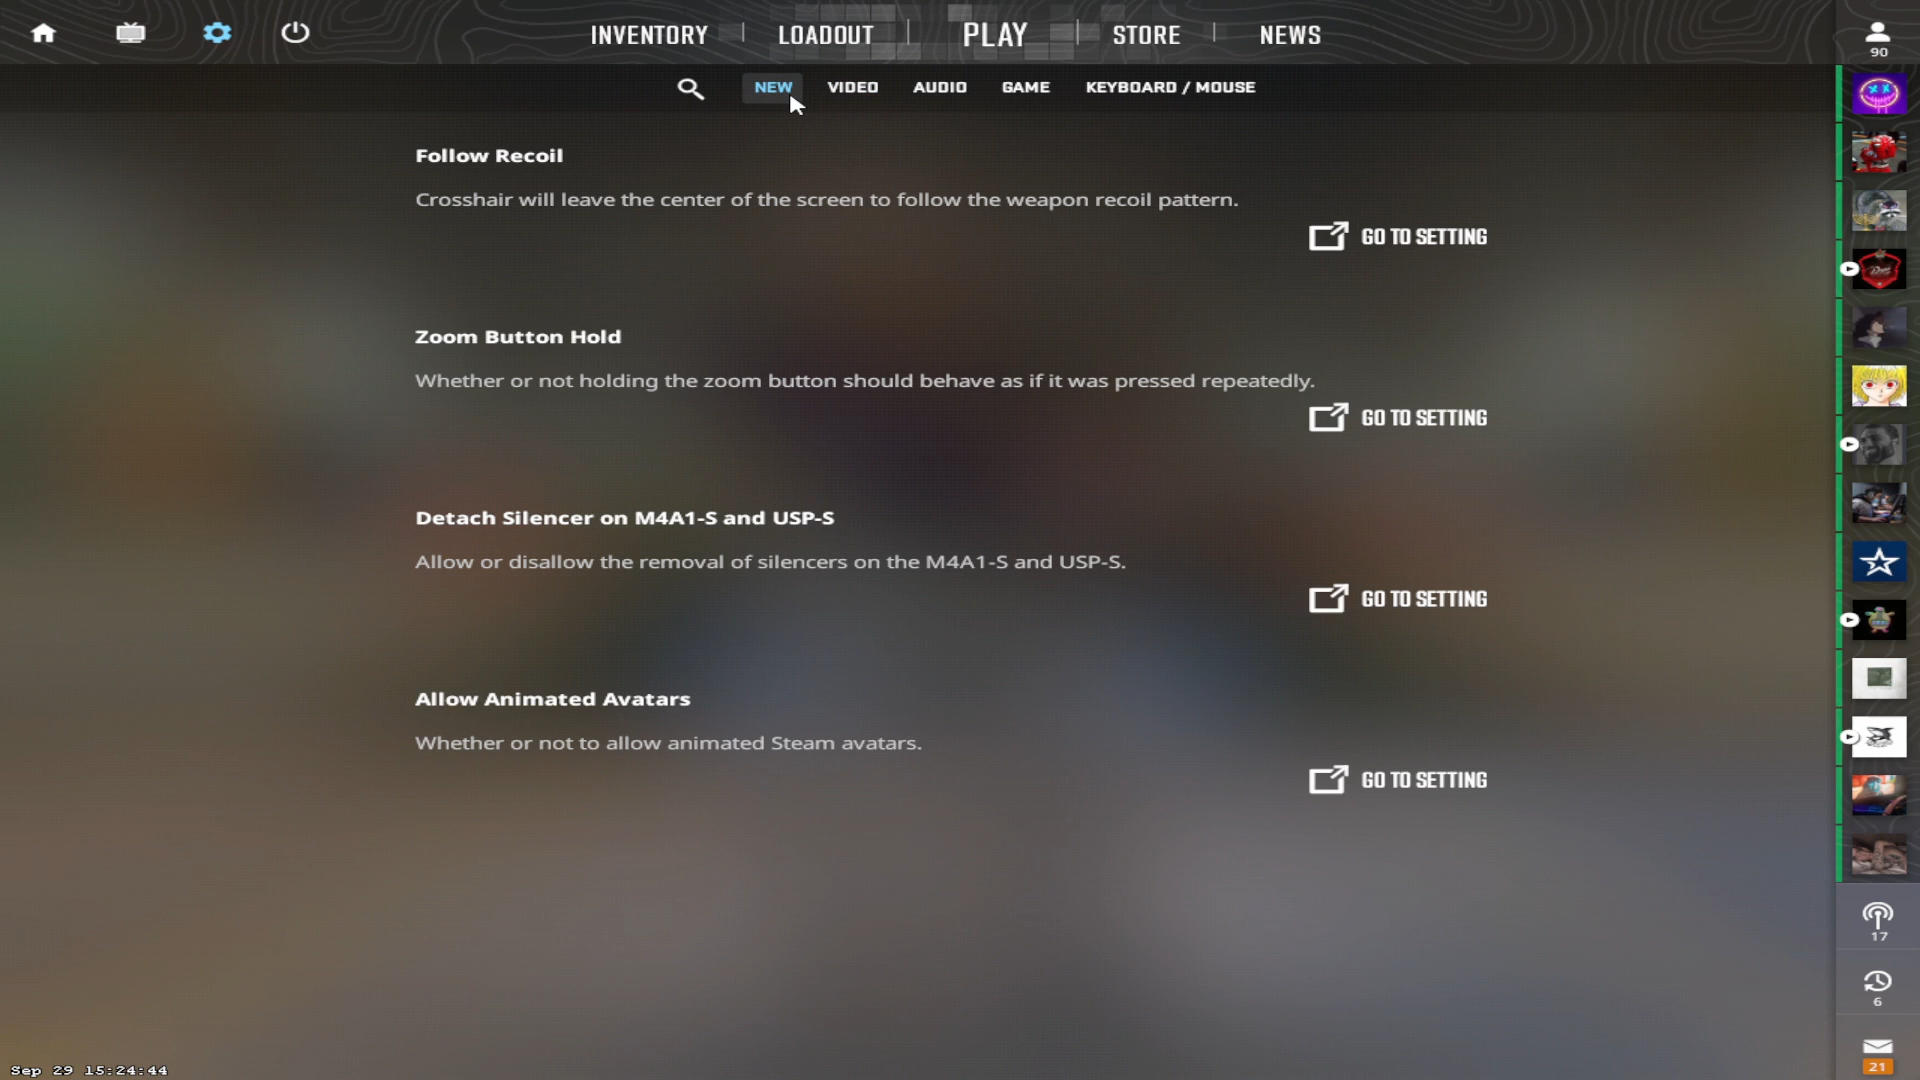 INVENTORY LOADOUT PLAY STORE NEWS
90
NEW VIDEO AUDIO GAME KEYBOARD / MOUSE
Follow Recoil
Crosshair will leave the center of the screen to follow the weapon recoil pattern.
GO TO SETTING
Zoom Button Hold
Whether or not holding the zoom button should behave as if it was pressed repeatedly.
GO TO SETTING
Detach Silencer on M4A1-S and USP-S
Allow or disallow the removal of silencers on the M4A1-S and USP-S.
GO TO SETTING
Allow Animated Avatars
Whether or not to allow animated Steam avatars.
GO TO SETTING
17
6
21
Sep 29 15:24:44